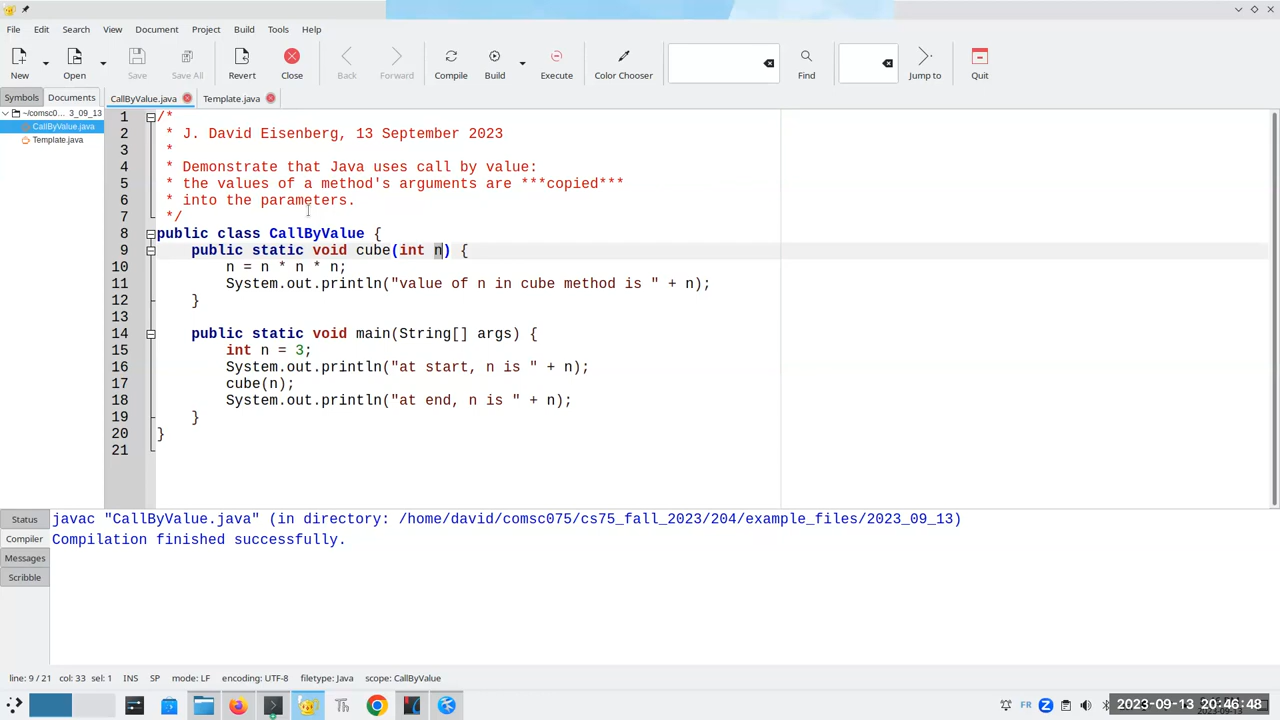 File Edit Search View Document Project Build Tools Help
New Open Save Save All Revert Close Back Forward Compile Build Execute Color Chooser Find Jump to Quit
Symbols Documents CallByValue.java Template.java
~/comsc0... 3_09_13
CallByValue.java
Template.java
1 /*
2 * J. David Eisenberg, 13 September 2023
3 *
4 * Demonstrate that Java uses call by value:
5 * the values of a method's arguments are ***copied***
6 * into the parameters.
7 */
8 public class CallByValue {
9 public static void cube(int n) {
10 n = n * n * n;
11 System.out.println("value of n in cube method is " + n);
12 }
13
14 public static void main(String[] args) {
15 int n = 3;
16 System.out.println("at start, n is " + n);
17 cube(n);
18 System.out.println("at end, n is " + n);
19 }
20 }
21
Status
Compiler
Messages
Scribble
javac "CallByValue.java" (in directory: /home/david/comsc075/cs75_fall_2023/204/example_files/2023_09_13)
Compilation finished successfully.
line: 9 / 21 col: 33 sel: 1 INS SP mode: LF encoding: UTF-8 filetype: Java scope: CallByValue
FR 2023-09-13 20:46:48